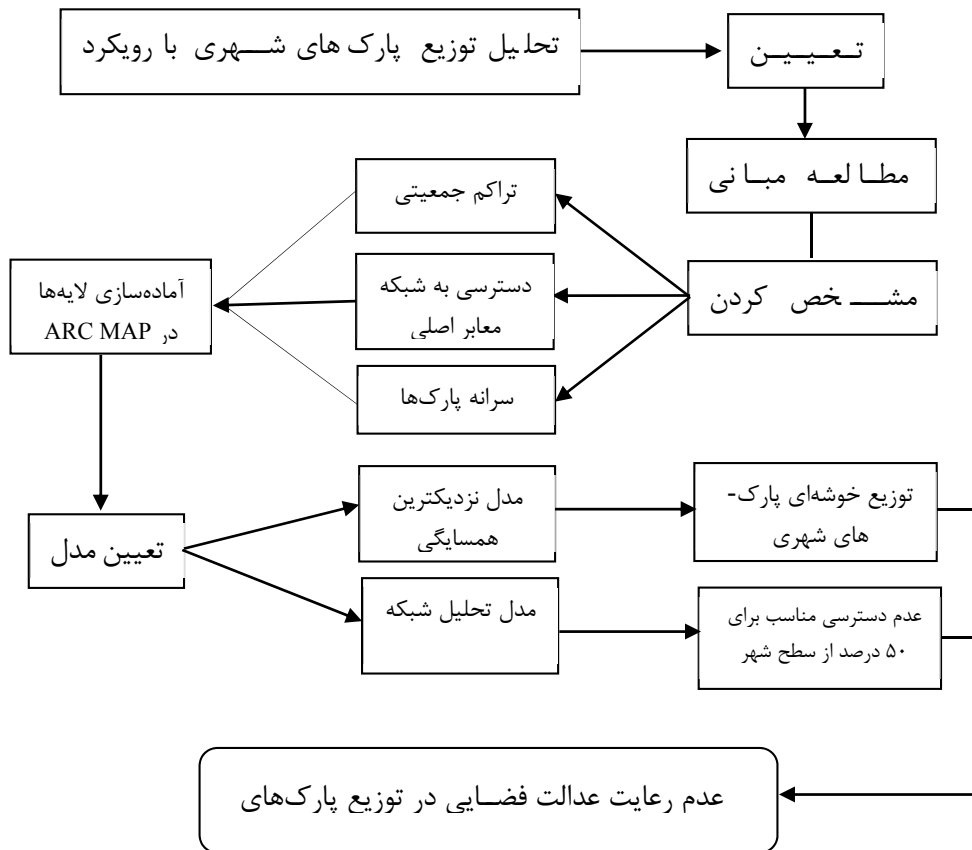 تحلیل توزیع پارک های شهری با رویکرد
تعیین
مطالعه مبانی
مشخص کردن
تراکم جمعیتی
دسترسی به شبکه
معابر اصلی
سرانه پارک‌ها
آماده‌سازی لایه‌ها
در ARC MAP
تعیین مدل
مدل نزدیکترین
همسایگی
توزیع خوشه‌ای پارک-
های شهری
مدل تحلیل شبکه
عدم دسترسی مناسب برای
۵۰ درصد از سطح شهر
عدم رعایت عدالت فضایی در توزیع پارک‌های